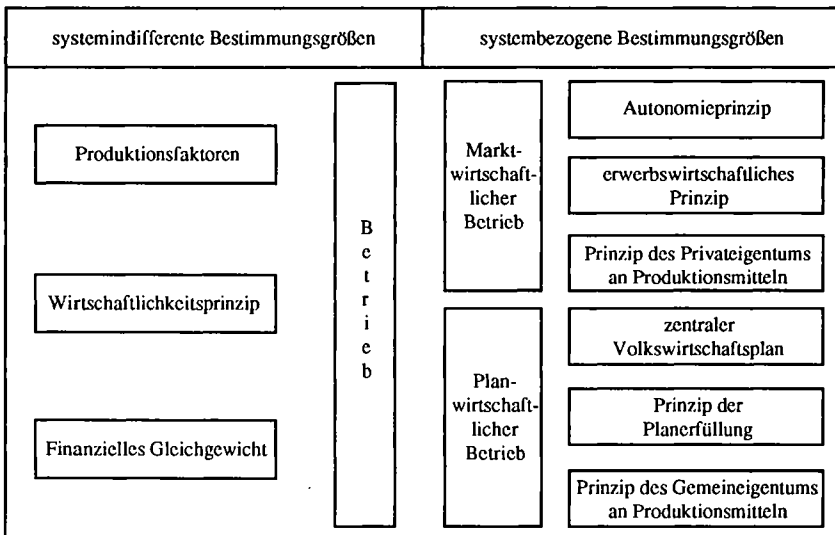 systemindifferente Bestimmungsgrößen
systembezogene Bestimmungsgrößen
Produktionsfaktoren
Wirtschaftlichkeitsprinzip
Finanzielles Gleichgewicht
B
e
t
r
i
e
b
Markt-
wirtschaft-
licher
Betrieb
Autonomieprinzip
erwerbswirtschaftliches
Prinzip
Prinzip des Privateigentums
an Produktionsmitteln
Plan-
wirtschaft-
licher
Betrieb
zentraler
Volkswirtschaftsplan
Prinzip der
Planerfüllung
Prinzip des Gemeineigentums
an Produktionsmitteln